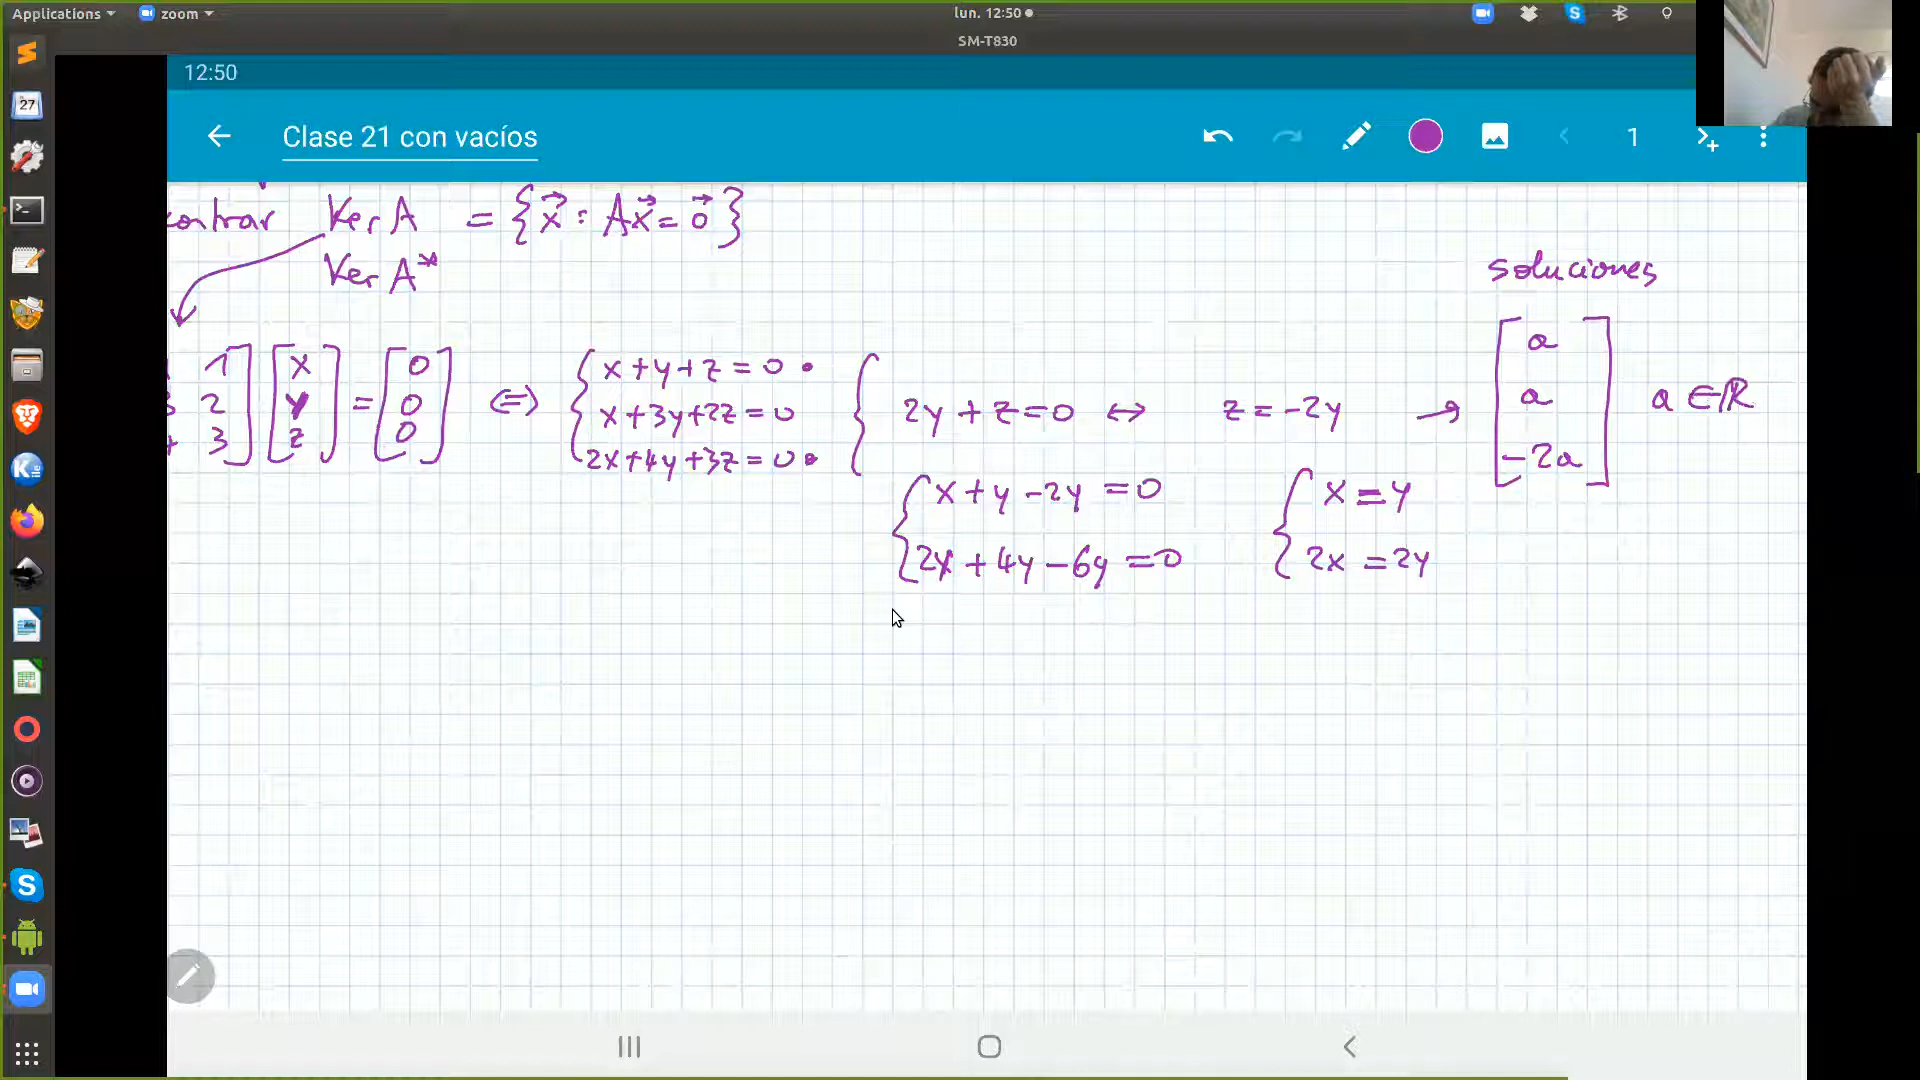 Applications zoom lun. 12:50
SM-T830
12:50
27
Clase 21 con vacíos 1
contrar Ker A = { x⃗ : Ax⃗ = 0⃗ }
Ker A*
soluciones
1 [x] [0]
2 [y] = [0]
3 [z] [0]
⇔
{ x+y+z=0 •
x+3y+2z=0
2x+4y+3z=0 •
{ 2y+z=0 ↔ z=-2y →
[ a
a
-2a ] a ∈ ℝ
{ x+y-2y=0 { x=y
2x+4y-6y=0 2x=2y